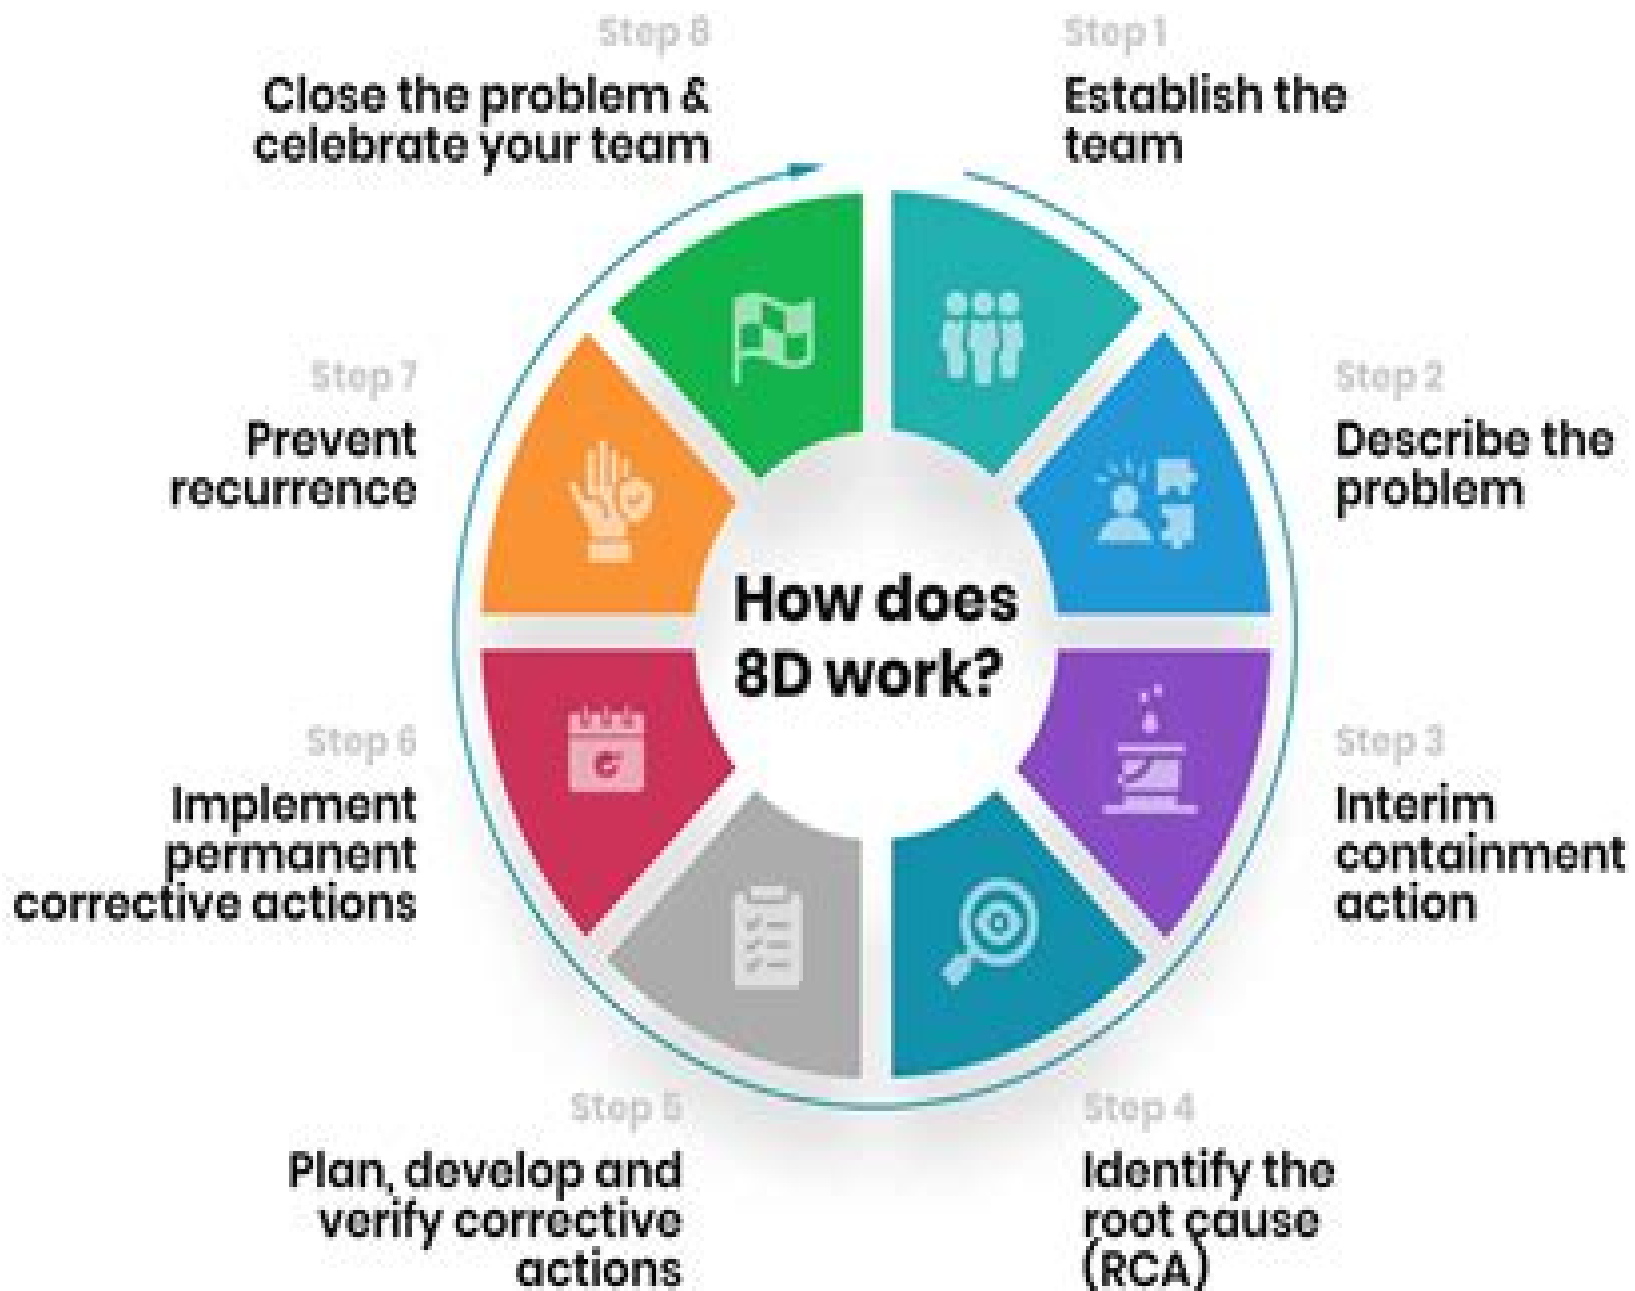 Step 1
Establish the
team
Step 2
Describe the
problem
Step 3
Interim
containment
action
Step 4
Identify the
root cause
(RCA)
Step 5
Plan, develop and
verify corrective
actions
Step 6
Implement
permanent
corrective actions
Step 7
Prevent
recurrence
Step 8
Close the problem &
celebrate your team
How does
8D work?